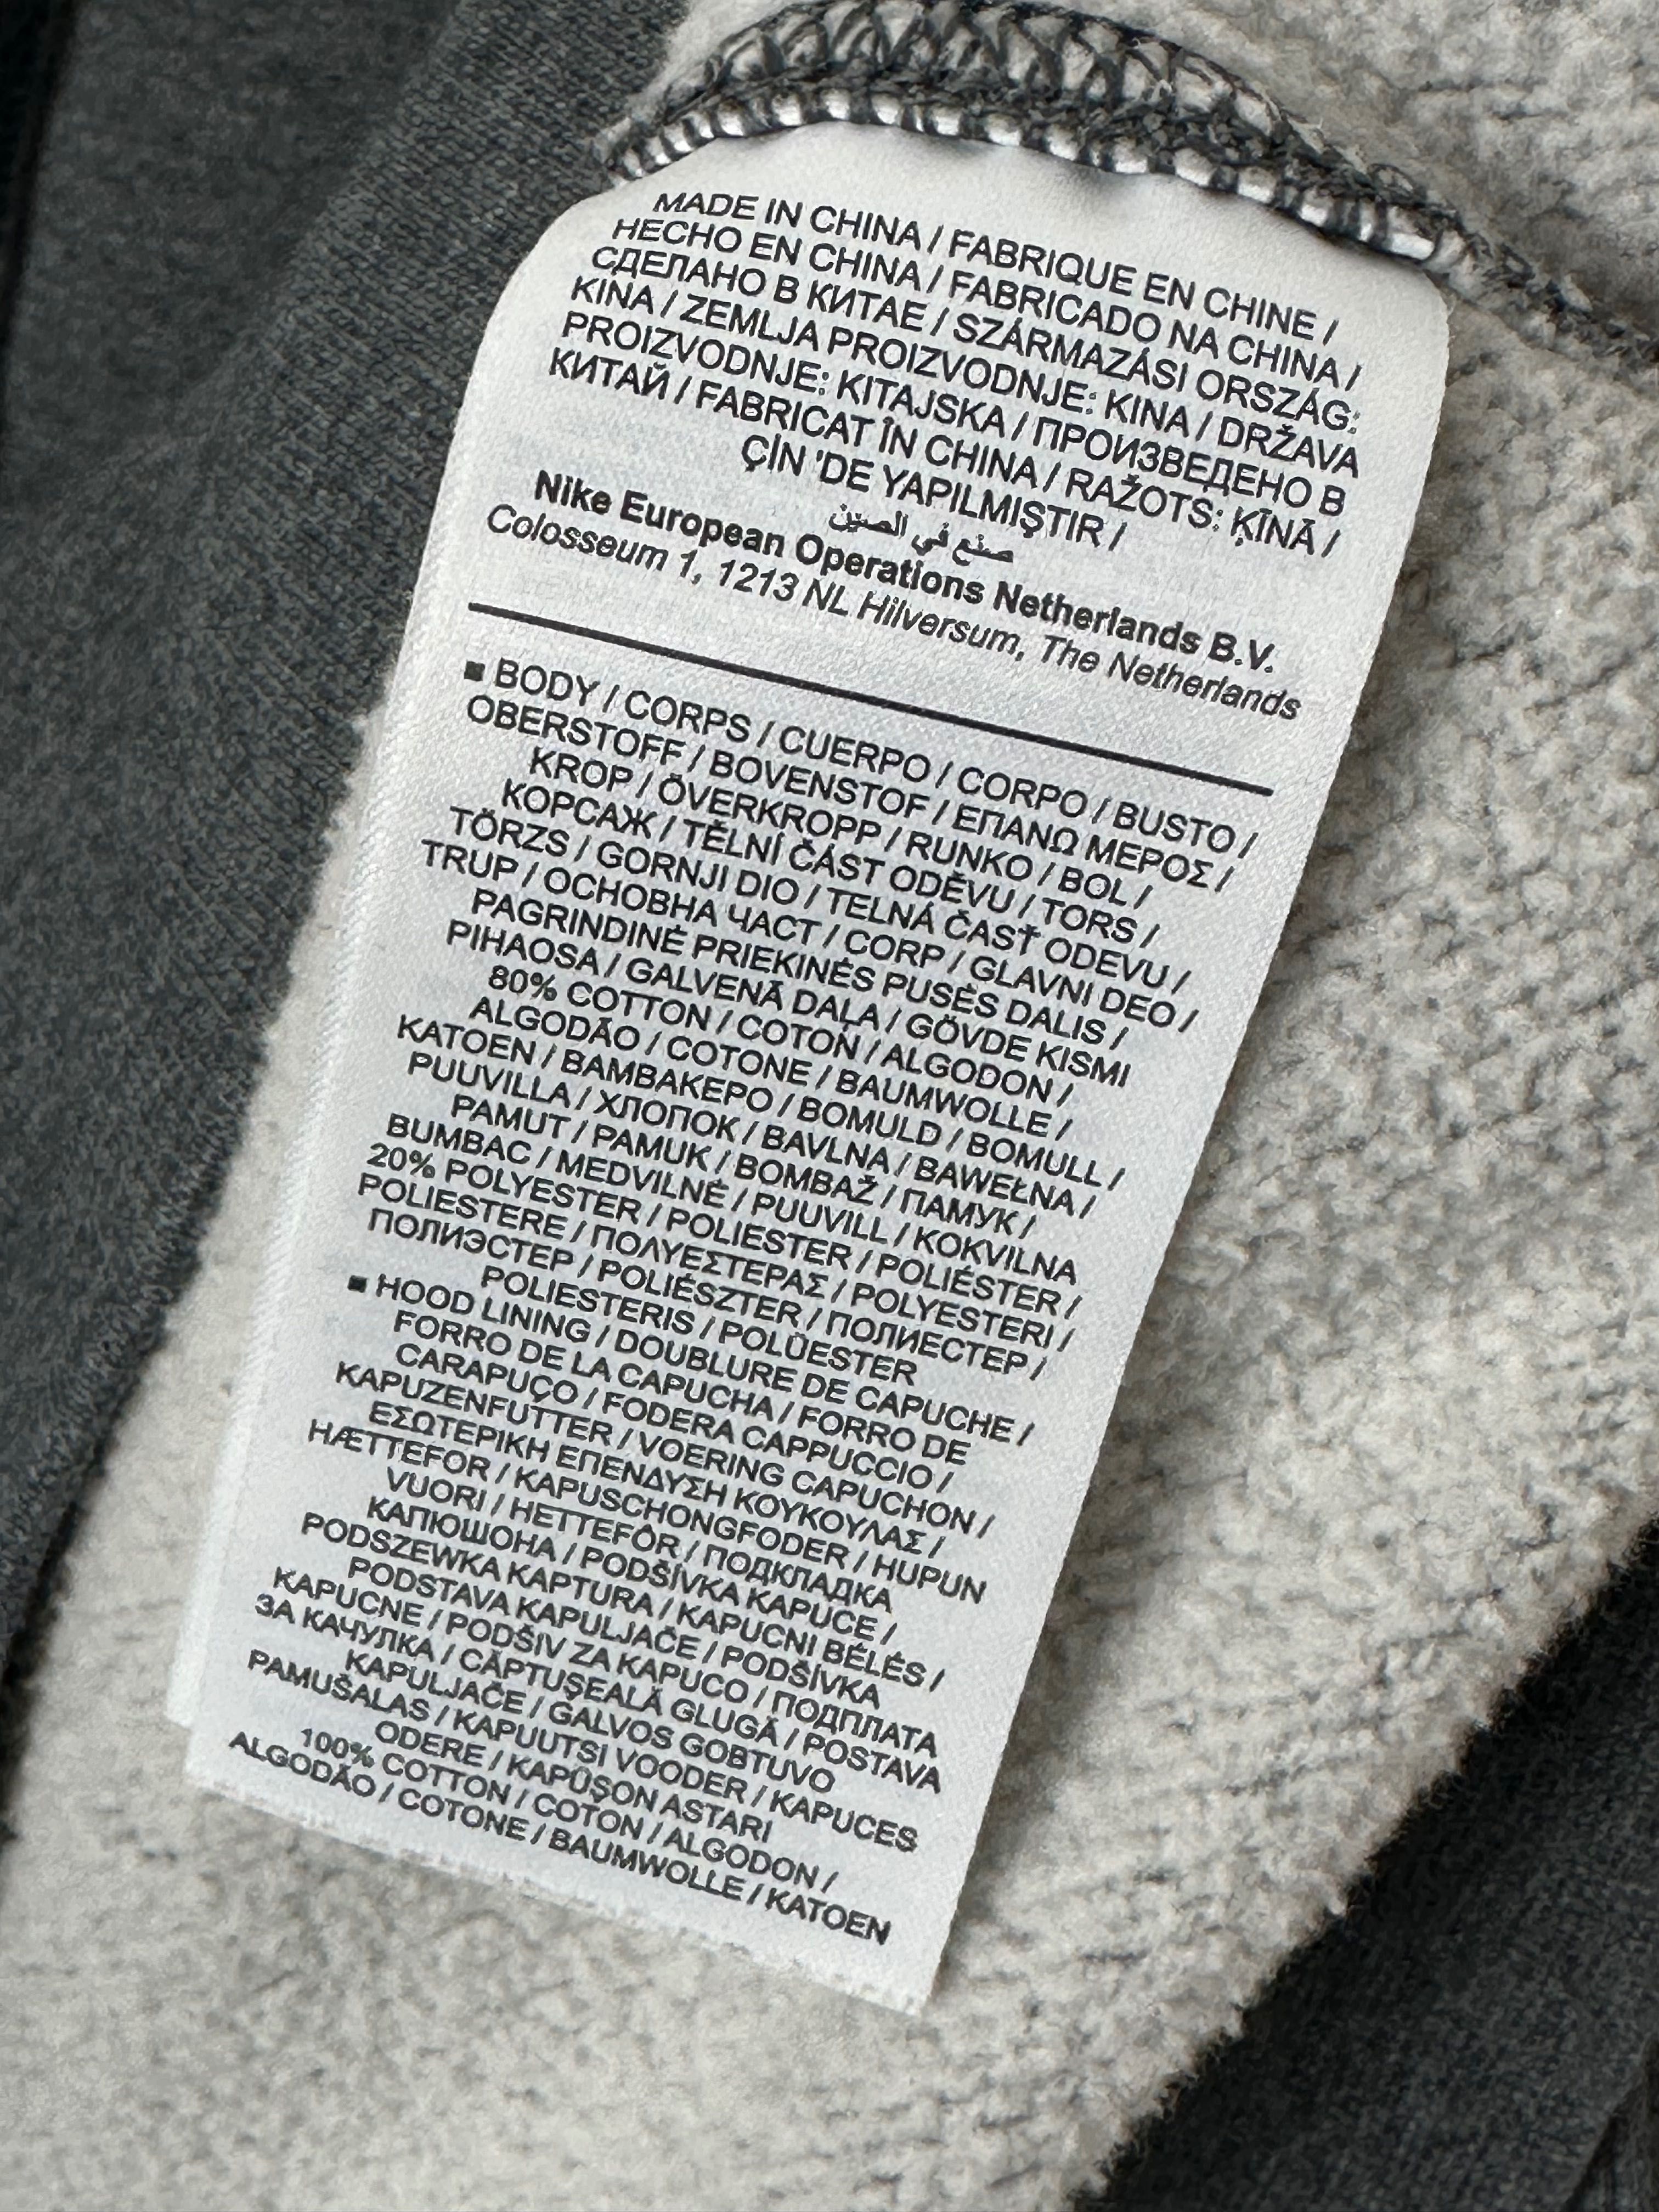 MADE IN CHINA / FABRIQUE EN CHINE /
HECHO EN CHINA / FABRICADO NA CHINA /
СДЕЛАНО В КИТАЕ / SZÁRMAZÁSI ORSZÁG:
KINA / ZEMLJA PROIZVODNJE: KINA / DRŽAVA
PROIZVODNJE: KITAJSKA / ПРОИЗВЕДЕНО В
КИТАЙ / FABRICAT ÎN CHINA / RAŽOTS: ĶĪNĀ /
ÇİN 'DE YAPILMIŞTIR /
صنع في الصين
Nike European Operations Netherlands B.V.
Colosseum 1, 1213 NL Hilversum, The Netherlands
■ BODY / CORPS / CUERPO / CORPO / BUSTO /
OBERSTOFF / BOVENSTOF / ΕΠΑΝΩ ΜΕΡΟΣ /
KROP / ÖVERKROPP / RUNKO / BOL /
КОРСАЖ / TĚLNÍ ČÁST ODĚVU / TORS /
TÖRZS / GORNJI DIO / TELNÁ ČASŤ ODEVU /
TRUP / ОСНОВНА ЧАСТ / CORP / GLAVNI DEO /
PAGRINDINĖ PRIEKINĖS PUSĖS DALIS /
PIHAOSA / GALVENĀ DAĻA / GÖVDE KISMI
80% COTTON / COTON / ALGODON /
ALGODÃO / COTONE / BAUMWOLLE /
KATOEN / ΒΑΜΒΑΚΕΡΟ / BOMULD / BOMULL /
PUUVILLA / ХЛОПОК / BAVLNA / BAWEŁNA /
PAMUT / PAMUK / BOMBAŽ / ПАМУК /
BUMBAC / MEDVILNĖ / PUUVILL / KOKVILNA
20% POLYESTER / POLIESTER / POLIÉSTER /
POLIESTERE / ΠΟΛΥΕΣΤΕΡΑΣ / POLYESTERI /
ПОЛИЭСТЕР / POLIÉSZTER / ПОЛИЕСТЕР /
POLIESTERIS / POLÜESTER
■ HOOD LINING / DOUBLURE DE CAPUCHE /
FORRO DE LA CAPUCHA / FORRO DE
CARAPUÇO / FODERA CAPPUCCIO /
KAPUZENFUTTER / VOERING CAPUCHON /
ΕΣΩΤΕΡΙΚΗ ΕΠΕΝΔΥΣΗ ΚΟΥΚΟΥΛΑΣ /
HÆTTEFOR / KAPUSCHONGFODER / HUPUN
VUORI / HETTEFÔR / ПОДКЛАДКА
КАПЮШОНА / PODŠÍVKA KAPUCE /
PODSZEWKA KAPTURA / KAPUCNI BÉLÉS /
PODSTAVA KAPULJAČE / PODŠÍVKA
KAPUCNE / PODŠIV ZA KAPUCO / ПОДПЛАТА
ЗА КАЧУЛКА / CĂPTUŞEALĂ GLUGĂ / POSTAVA
KAPULJAČE / GALVOS GOBTUVO
PAMUŠALAS / KAPUUTSI VOODER / KAPUCES
ODERE / KAPÜŞON ASTARI
100% COTTON / COTON / ALGODON /
ALGODÃO / COTONE / BAUMWOLLE / KATOEN